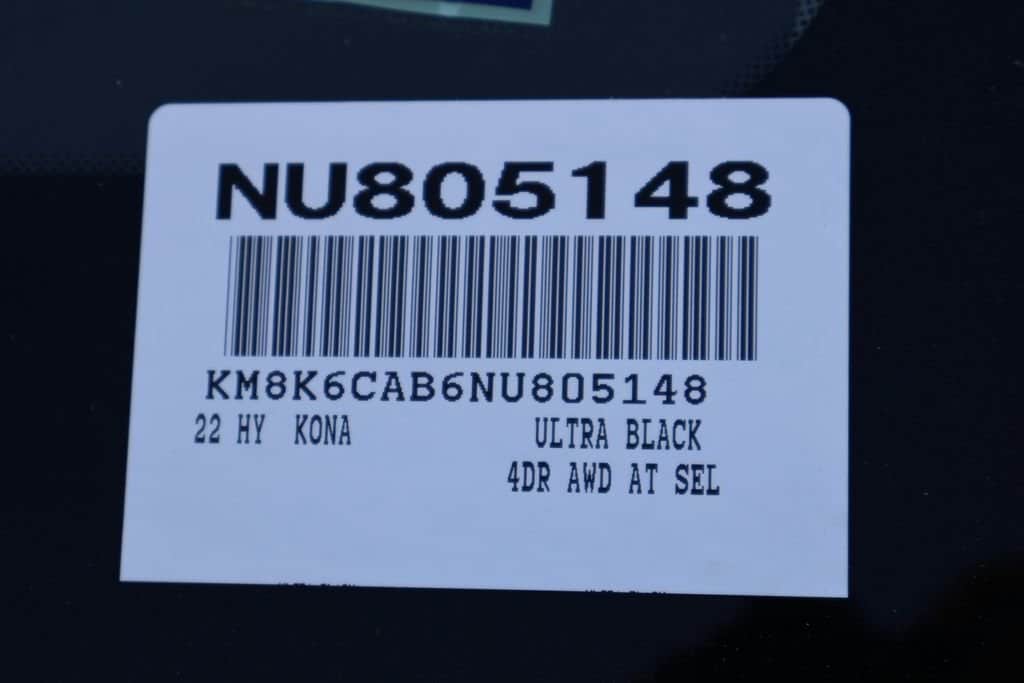 NU805148
KM8K6CAB6NU805148
22 HY KONA ULTRA BLACK
4DR AWD AT SEL